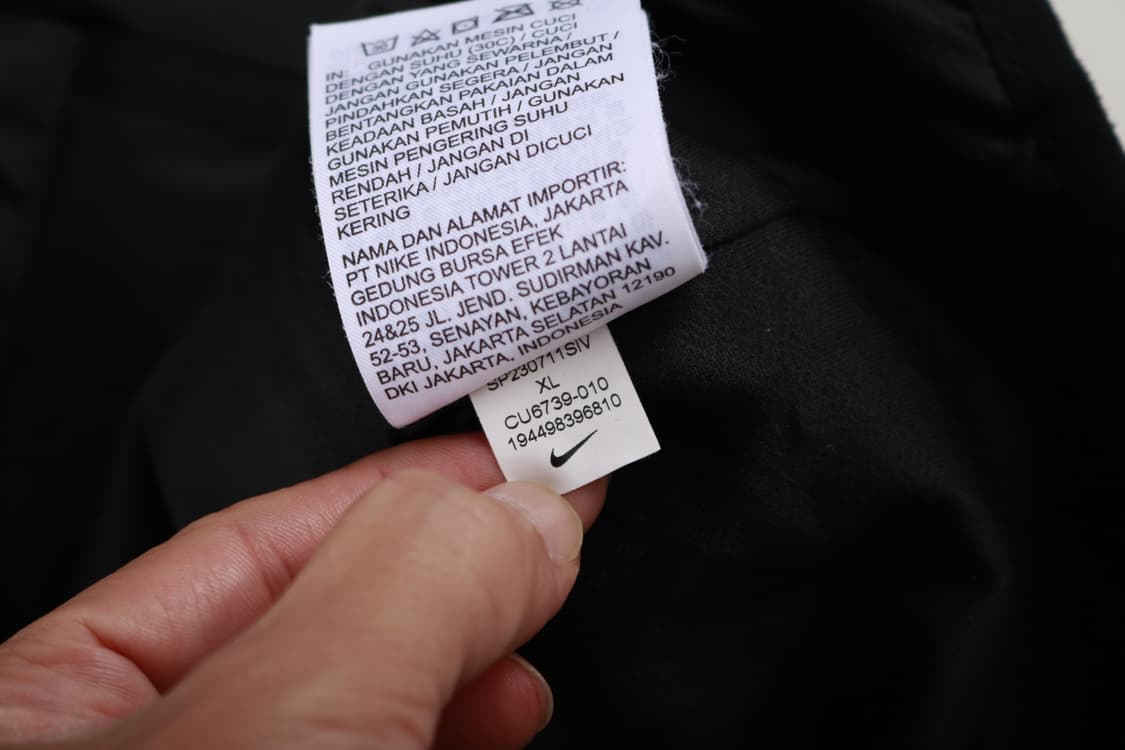 IN: GUNAKAN MESIN CUCI
DENGAN SUHU (30C) / CUCI
DENGAN YANG SEWARNA /
JANGAN GUNAKAN PELEMBUT /
PINDAHKAN SEGERA / JANGAN
BENTANGKAN PAKAIAN DALAM
KEADAAN BASAH / JANGAN
GUNAKAN PEMUTIH / GUNAKAN
MESIN PENGERING SUHU
RENDAH / JANGAN DI
SETERIKA / JANGAN DICUCI
KERING
NAMA DAN ALAMAT IMPORTIR:
PT NIKE INDONESIA, JAKARTA
GEDUNG BURSA EFEK
INDONESIA TOWER 2 LANTAI
24&25 JL. JEND. SUDIRMAN KAV.
52-53, SENAYAN, KEBAYORAN
BARU, JAKARTA SELATAN 12190
DKI JAKARTA, INDONESIA
SP230711SIV
XL
CU6739-010
194498396810